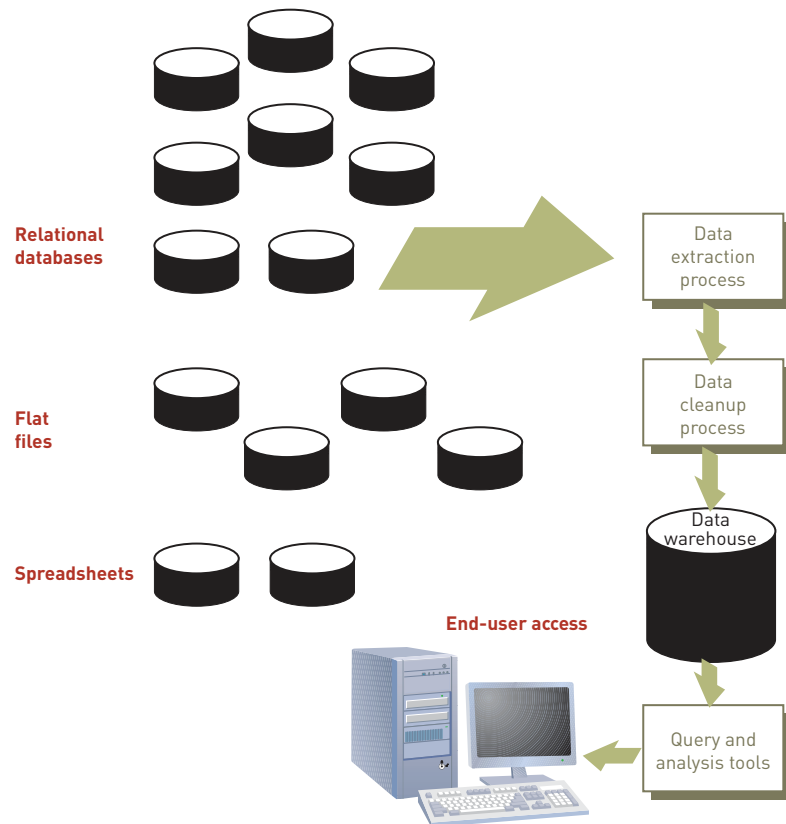 Relational
databases
Data
extraction
process
Flat
files
Data
cleanup
process
Spreadsheets
Data
warehouse
End-user access
Query and
analysis tools